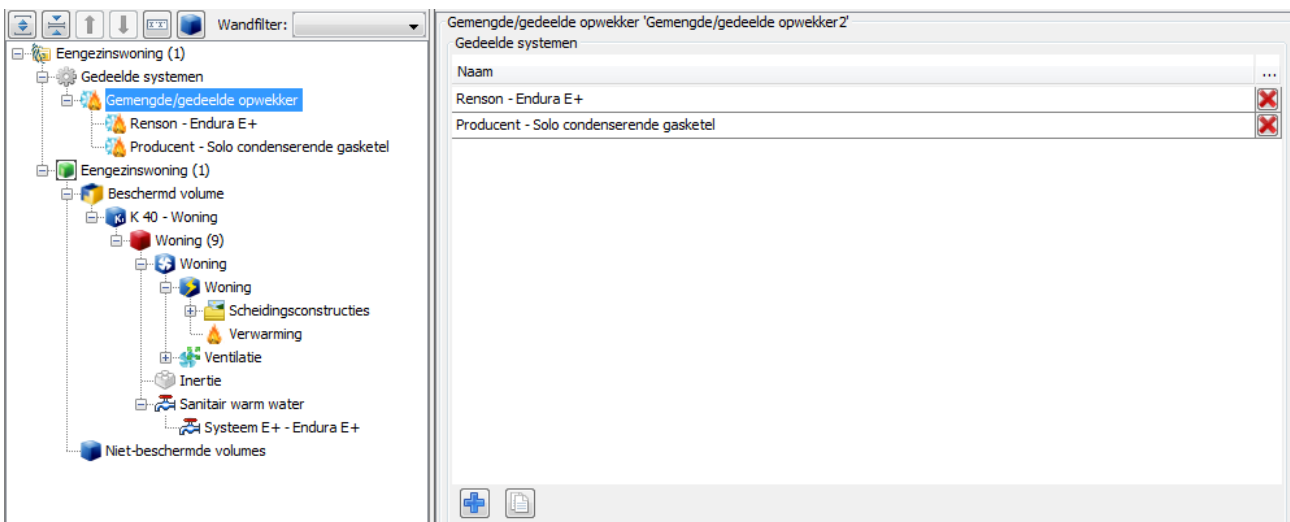 Wandfilter:
Eengezinswoning (1)
Gedeelde systemen
Gemengde/gedeelde opwekker
Renson - Endura E+
Producent - Solo condenserende gasketel
Eengezinswoning (1)
Beschermd volume
K 40 - Woning
Woning (9)
Woning
Woning
Scheidingsconstructies
Verwarming
Ventilatie
Inertie
Sanitair warm water
Systeem E+ - Endura E+
Niet-beschermde volumes
Gemengde/gedeelde opwekker 'Gemengde/gedeelde opwekker2'
Gedeelde systemen
Naam ...
Renson - Endura E+
Producent - Solo condenserende gasketel